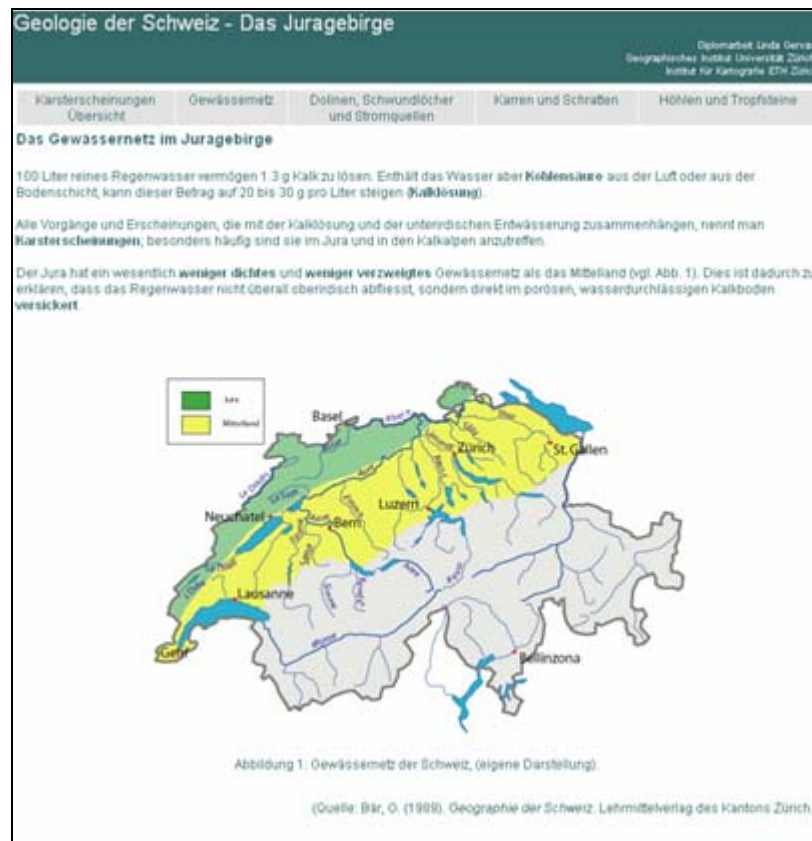 Geologie der Schweiz - Das Juragebirge
Diplomarbeit Linda
Geographisches Institut Universität
Institut für Kartografie ETH
Karsterscheinungen Übersicht
Gewässernetz
Dolinen, Schwundlöcher und Stromquellen
Karren und Schratten
Höhlen und Tropfsteine
Das Gewässernetz im Juragebirge
100 Liter reines Regenwasser vermögen 1.3 g Kalk zu lösen. Enthält das Wasser aber Kohlensäure aus der Luft oder aus der
Bodenschicht, kann dieser Betrag auf 20 bis 30 g pro Liter steigen (Kalklösung).
Alle Vorgänge und Erscheinungen, die mit der Kalklösung und der unterirdischen Entwässerung zusammenhängen, nennt man
Karsterscheinungen; besonders häufig sind sie im Jura und in den Kalkalpen anzutreffen.
Der Jura hat ein wesentlich weniger dichtes und weniger verzweigtes Gewässernetz als das Mittelland (vgl. Abb. 1). Dies ist dadurch zu
erklären, dass das Regenwasser nicht überall oberirdisch abfliesst, sondern direkt im porösen, wasserdurchlässigen Kalkboden
versickert.
Jura
Mittelland
Basel
Zürich
St. Gallen
Le Doubs
Luzern
Neuchatel
Bern
Lausanne
Genf
Bellinzona
Abbildung 1: Gewässernetz der Schweiz, (eigene Darstellung).
(Quelle: Bär, O. (1989). Geographie der Schweiz. Lehrmittelverlag des Kantons Zürich.